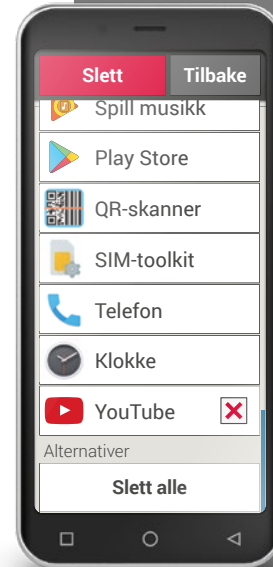 Slett Tilbake
Spill musikk
Play Store
QR-skanner
SIM-toolkit
Telefon
Klokke
YouTube
Alternativer
Slett alle